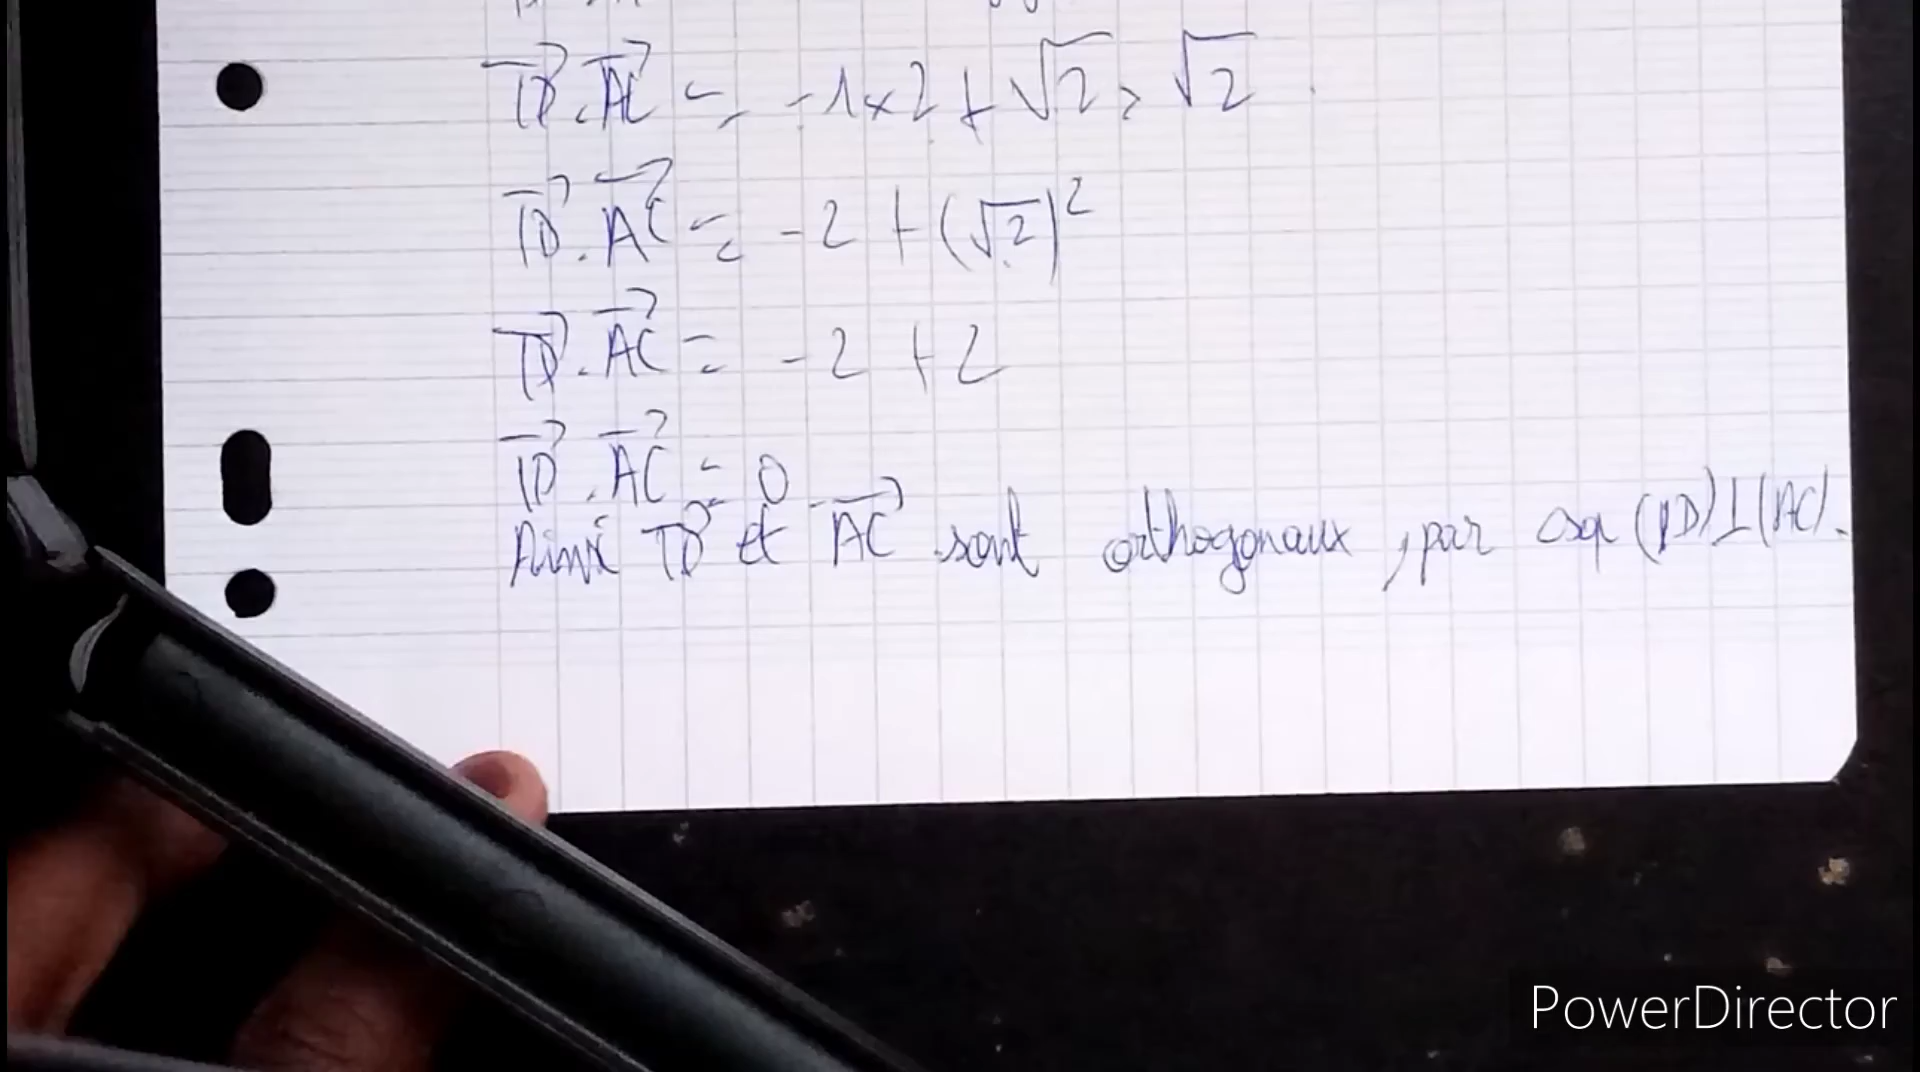 ID⃗ . AC⃗ = -1 × 2 + √2 × √2
ID⃗ . AC⃗ = -2 + (√2)²
ID⃗ . AC⃗ = -2 + 2
ID⃗ . AC⃗ = 0
Ainsi ID⃗ et AC⃗ sont orthogonaux, par csq (ID)⊥(AC).
PowerDirector